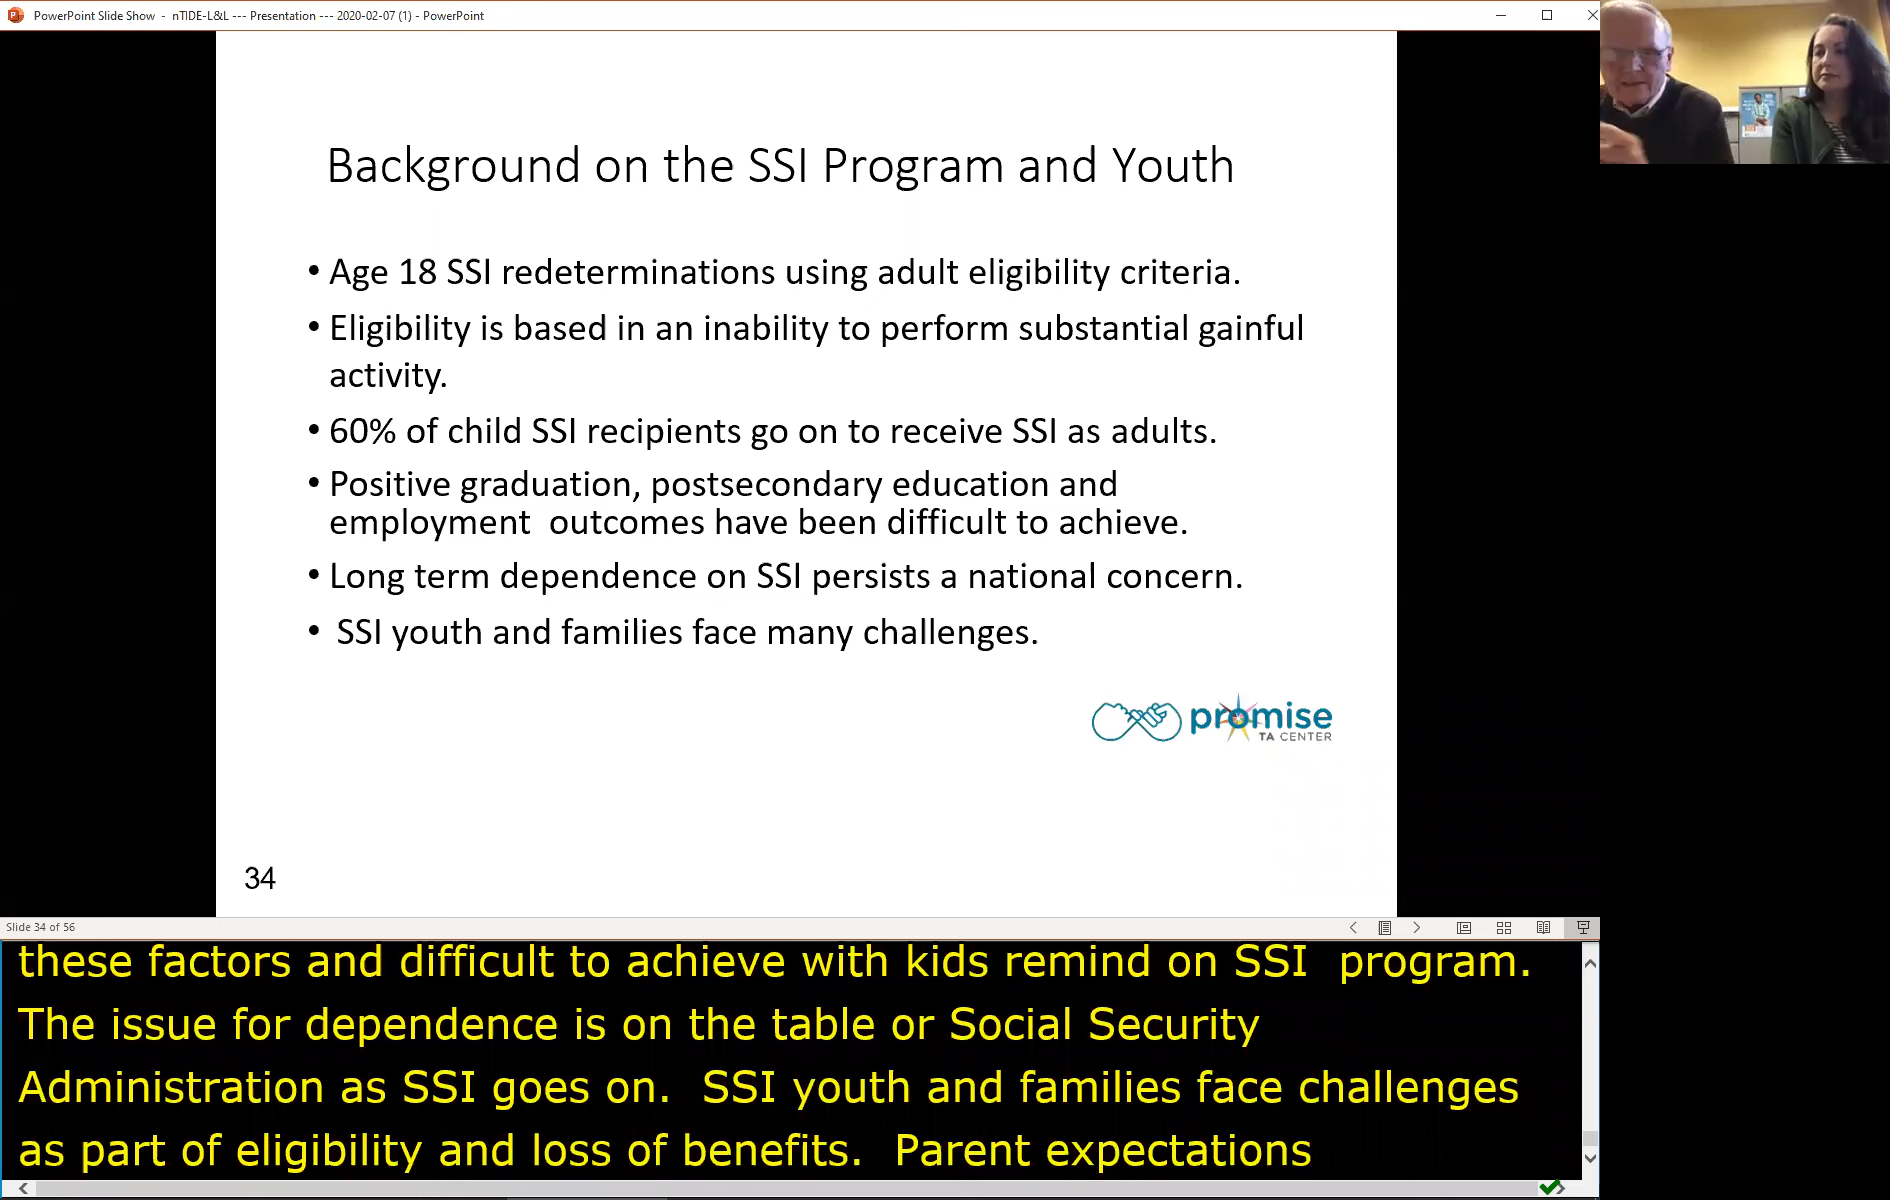 PowerPoint Slide Show - nTIDE-L&L --- Presentation --- 2020-02-07 (1) - PowerPoint
Background on the SSI Program and Youth
• Age 18 SSI redeterminations using adult eligibility criteria.
• Eligibility is based in an inability to perform substantial gainful
activity.
• 60% of child SSI recipients go on to receive SSI as adults.
• Positive graduation, postsecondary education and
employment  outcomes have been difficult to achieve.
• Long term dependence on SSI persists a national concern.
• SSI youth and families face many challenges.
promise
TA CENTER
34
Slide 34 of 56
these factors and difficult to achieve with kids remind on SSI  program.
The issue for dependence is on the table or Social Security
Administration as SSI goes on.  SSI youth and families face challenges
as part of eligibility and loss of benefits.  Parent expectations